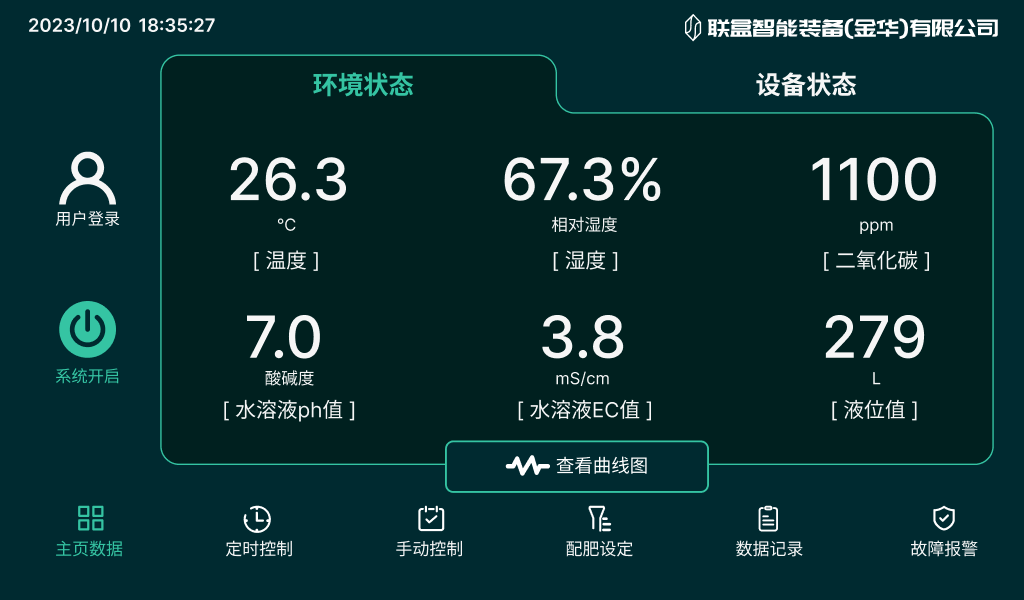 2023/10/10 18:35:27
联盒智能装备(金华)有限公司
环境状态
设备状态
用户登录
26.3
℃
[ 温度 ]
67.3%
相对湿度
[ 湿度 ]
1100
ppm
[ 二氧化碳 ]
系统开启
7.0
酸碱度
[ 水溶液ph值 ]
3.8
mS/cm
[ 水溶液EC值 ]
279
L
[ 液位值 ]
查看曲线图
主页数据
定时控制
手动控制
配肥设定
数据记录
故障报警